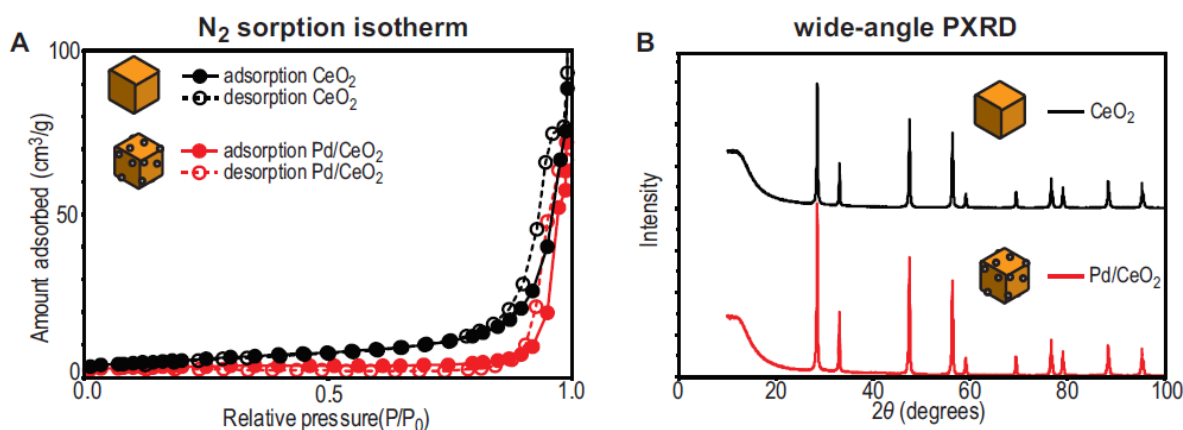 A
N₂ sorption isotherm
100
50
0
adsorption CeO₂
desorption CeO₂
adsorption Pd/CeO₂
desorption Pd/CeO₂
Amount adsorbed (cm³/g)
0.0
0.5
1.0
Relative pressure(P/P₀)
B
wide-angle PXRD
CeO₂
Pd/CeO₂
Intensity
0
20
40
60
80
100
2θ (degrees)